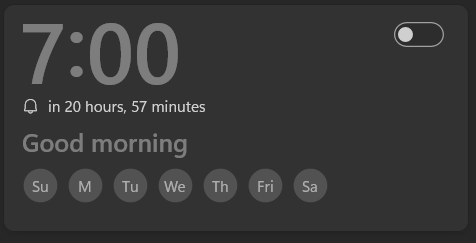 7:00
in 20 hours, 57 minutes
Good morning
Su M Tu We Th Fri Sa